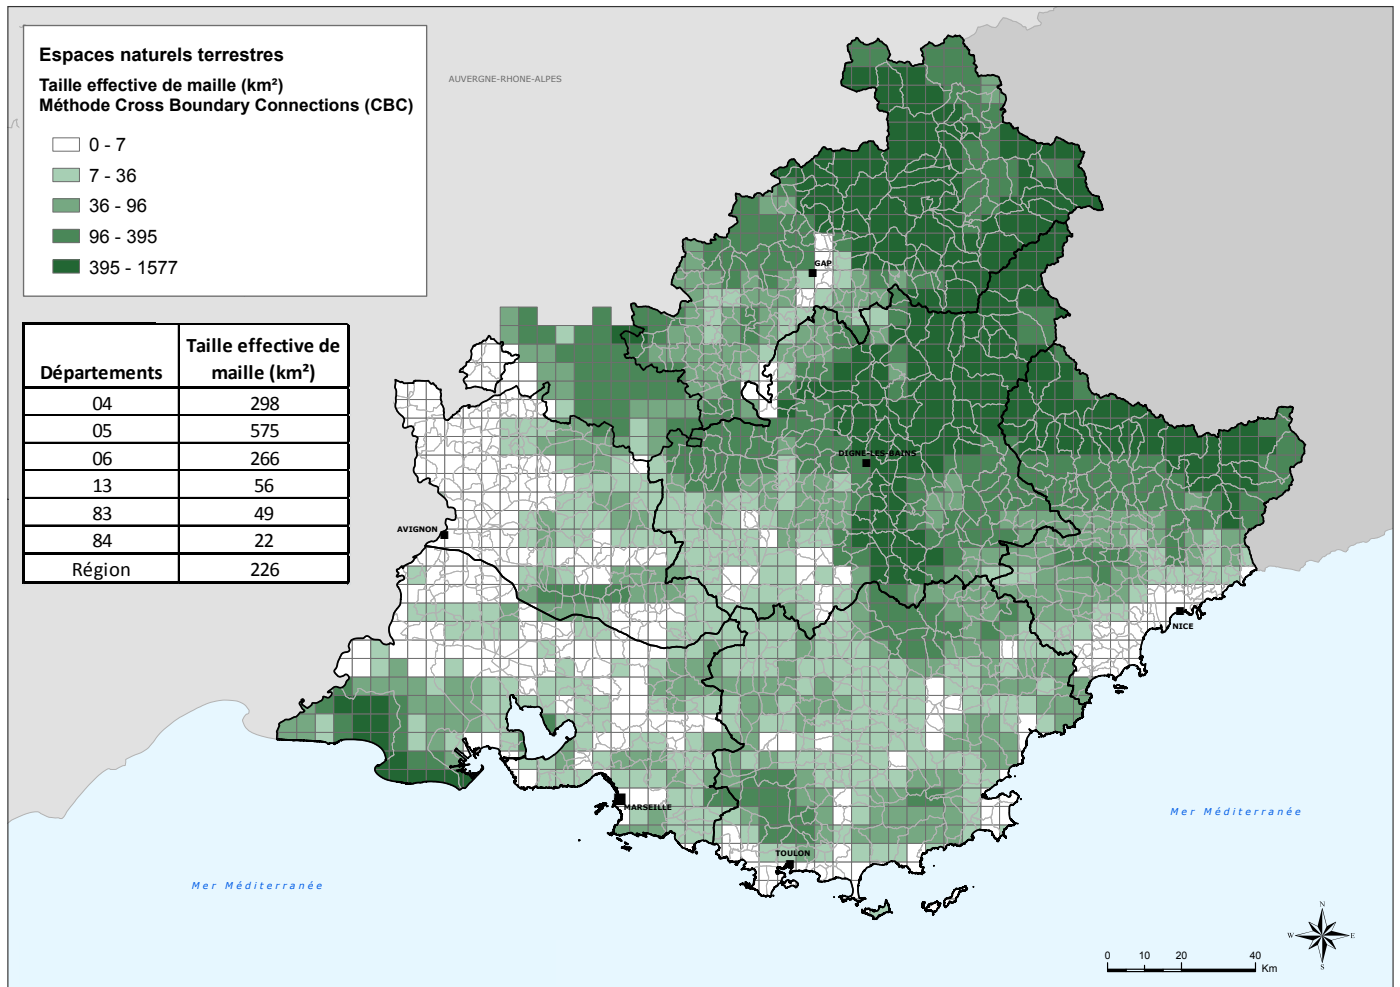 Espaces naturels terrestres
Taille effective de maille (km²)
Méthode Cross Boundary Connections (CBC)
0 - 7
7 - 36
36 - 96
96 - 395
395 - 1577
AUVERGNE-RHONE-ALPES
Départements Taille effective de maille (km²)
04 298
05 575
06 266
13 56
83 49
84 22
Région 226
GAP
DIGNE-LES-BAINS
AVIGNON
NICE
MARSEILLE
TOULON
Mer Méditerranée
Mer Méditerranée
N
W E
S
0 10 20 40
Km